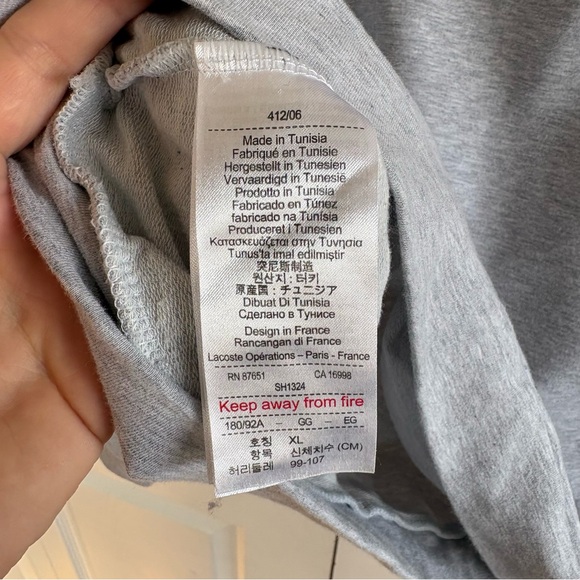 412/06
Made in Tunisia
Fabriqué en Tunisie
Hergestellt in Tunesien
Vervaardigd in Tunesie
Prodotto in Tunisia
Fabricado en Túnez
fabricado na Tunísia
Produceret i Tunesien
Κατασκευάζεται στην Τυνησία
Tunus'ta imal edilmiştir
突尼斯制造
원산지 : 터키
原産国 : チュニジア
Dibuat Di Tunisia
Сделано в Тунисе
Design in France
Rancangan di France
Lacoste Opérations – Paris - France
RN 87651 CA 16998
SH1324
Keep away from fire
180/92A – GG – EG
호칭 XL
항목 신체치수 (CM)
허리둘레 99-107